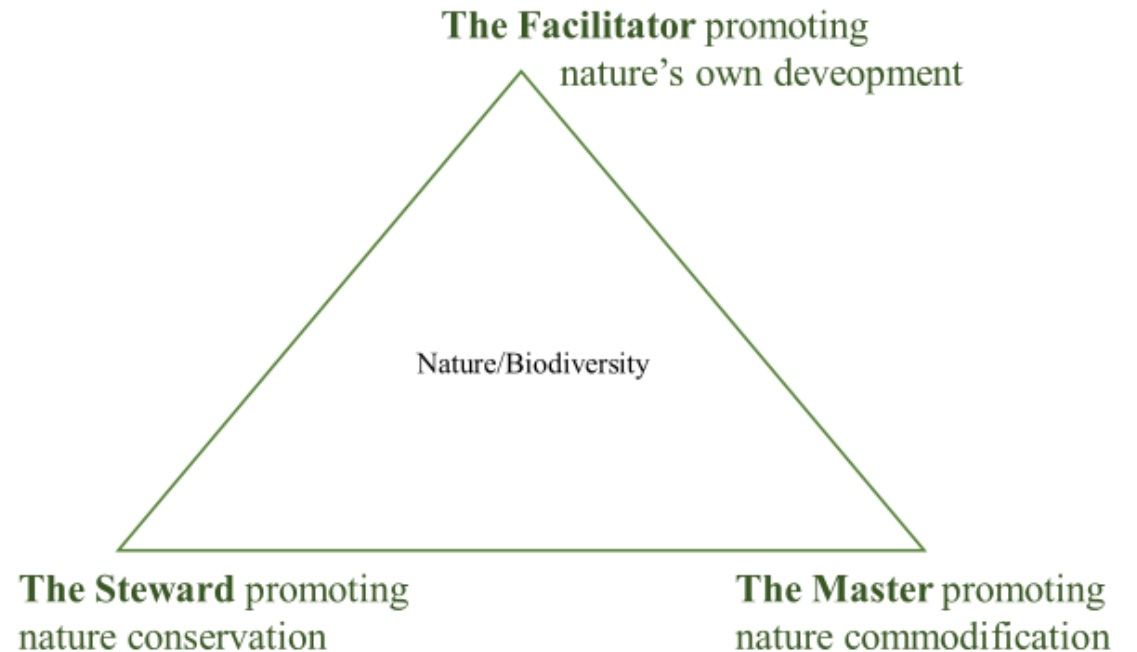 The Facilitator promoting
nature’s own deveopment
Nature/Biodiversity
The Steward promoting
nature conservation
The Master promoting
nature commodification